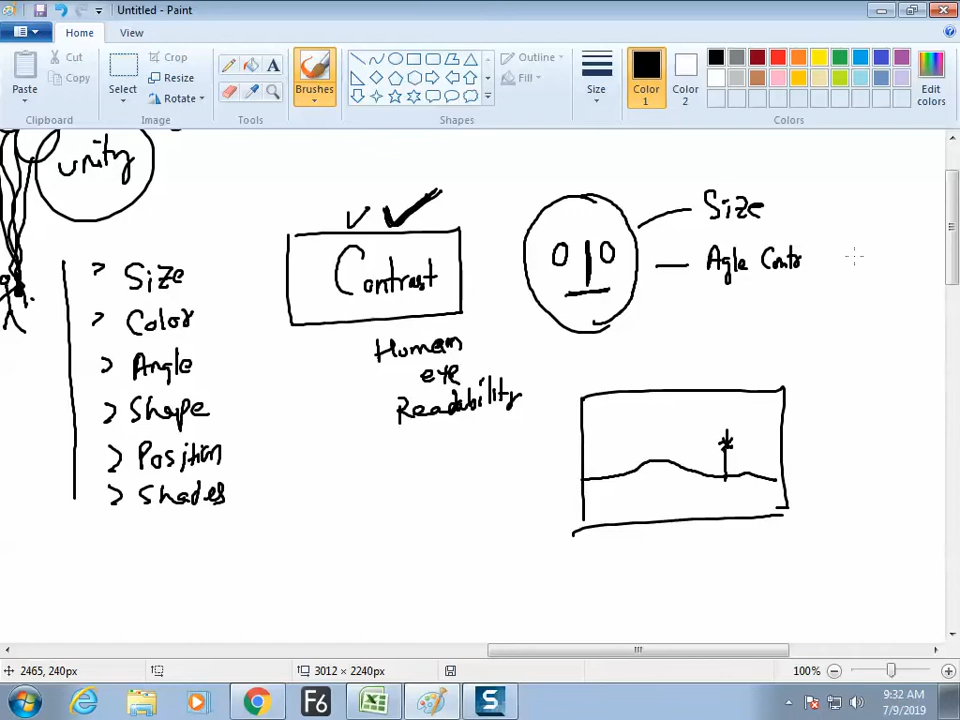 Untitled - Paint
Home
View
Cut
Copy
Paste
Clipboard
Crop
Resize
Rotate
Select
Image
Tools
Brushes
Outline
Fill
Shapes
Size
Color 1
Color 2
Edit colors
Colors
unity
Size
Color
Angle
Shape
Position
Shades
Contrast
Human
eye
Readability
Size
Agle Contr
2465, 240px
3012 × 2240px
100%
F6
S
9:32 AM
7/9/2019